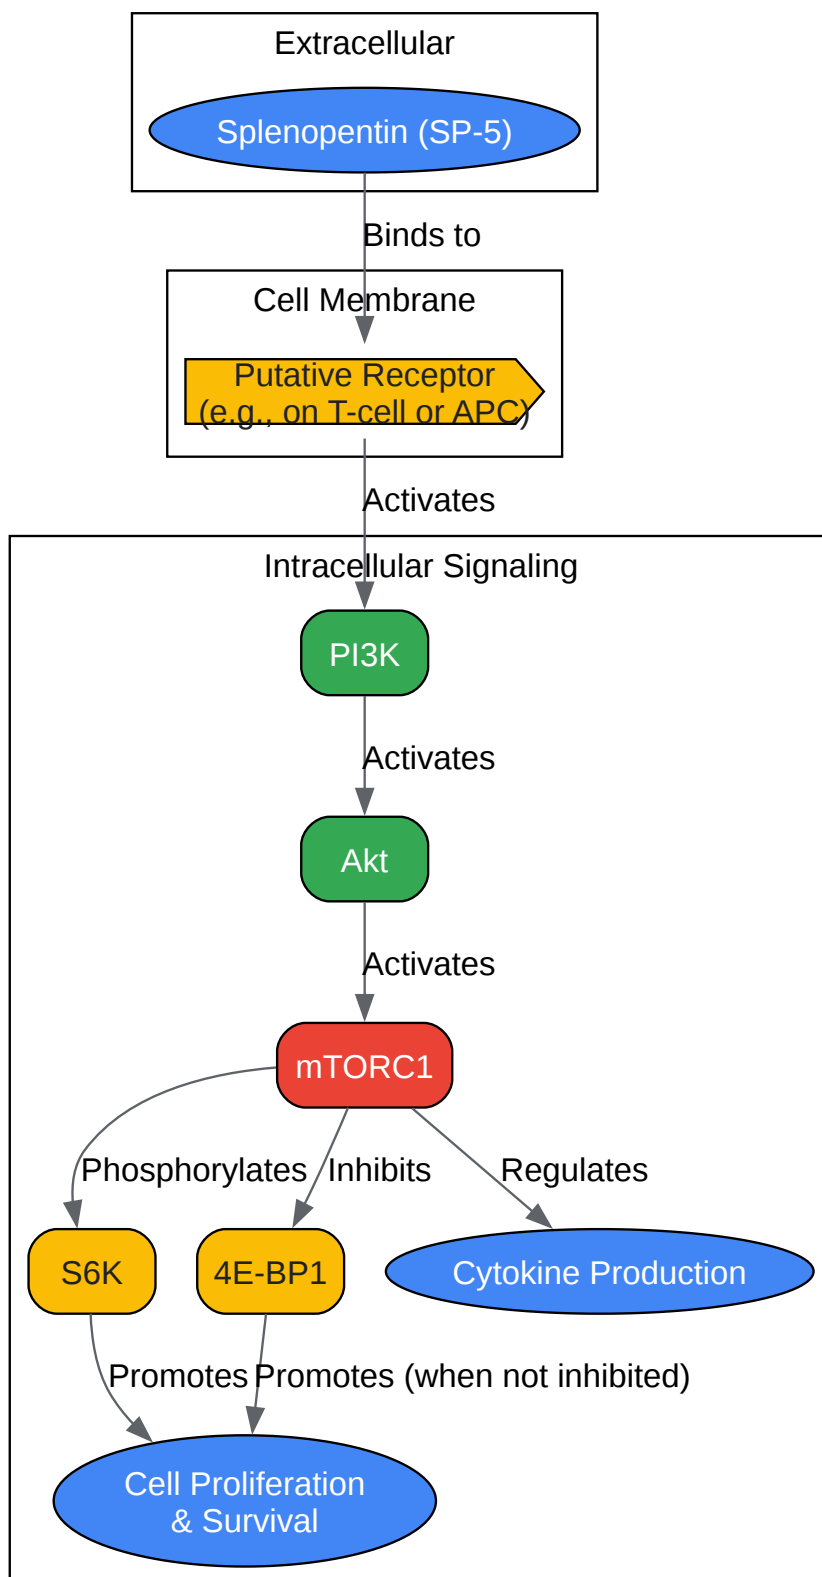 Extracellular
Splenopentin (SP-5)
Binds to
Cell Membrane
Putative Receptor
(e.g., on T-cell or APC)
Activates
Intracellular Signaling
PI3K
Activates
Akt
Activates
mTORC1
Phosphorylates
Inhibits
Regulates
S6K
4E-BP1
Cytokine Production
Promotes
Promotes (when not inhibited)
Cell Proliferation
& Survival